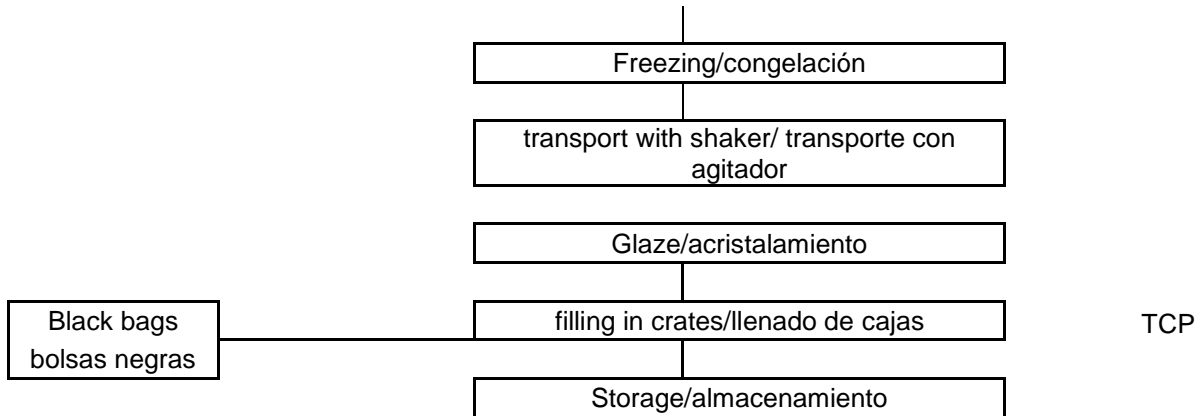 Freezing/congelación
transport with shaker/ transporte con
agitador
Glaze/acristalamiento
Black bags
bolsas negras
filling in crates/llenado de cajas
TCP
Storage/almacenamiento